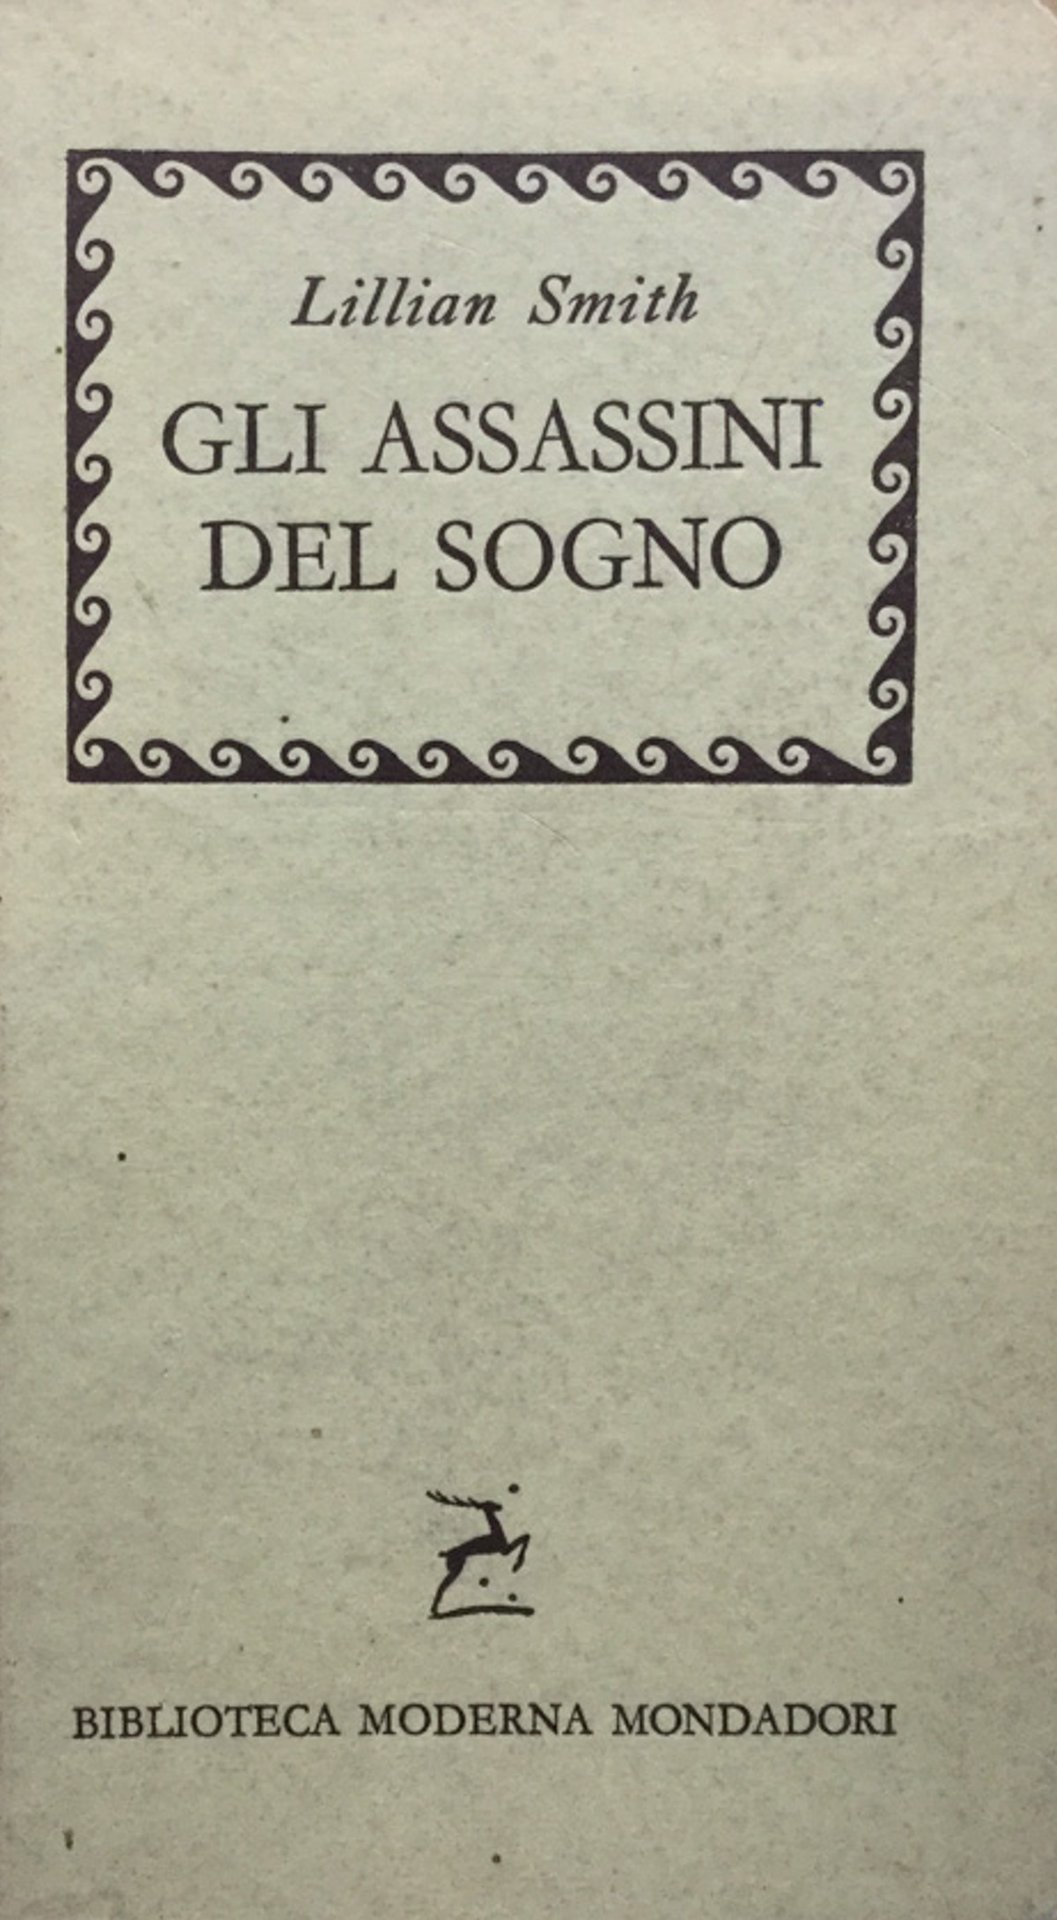 Lillian Smith
GLI ASSASSINI
DEL SOGNO
BIBLIOTECA MODERNA MONDADORI